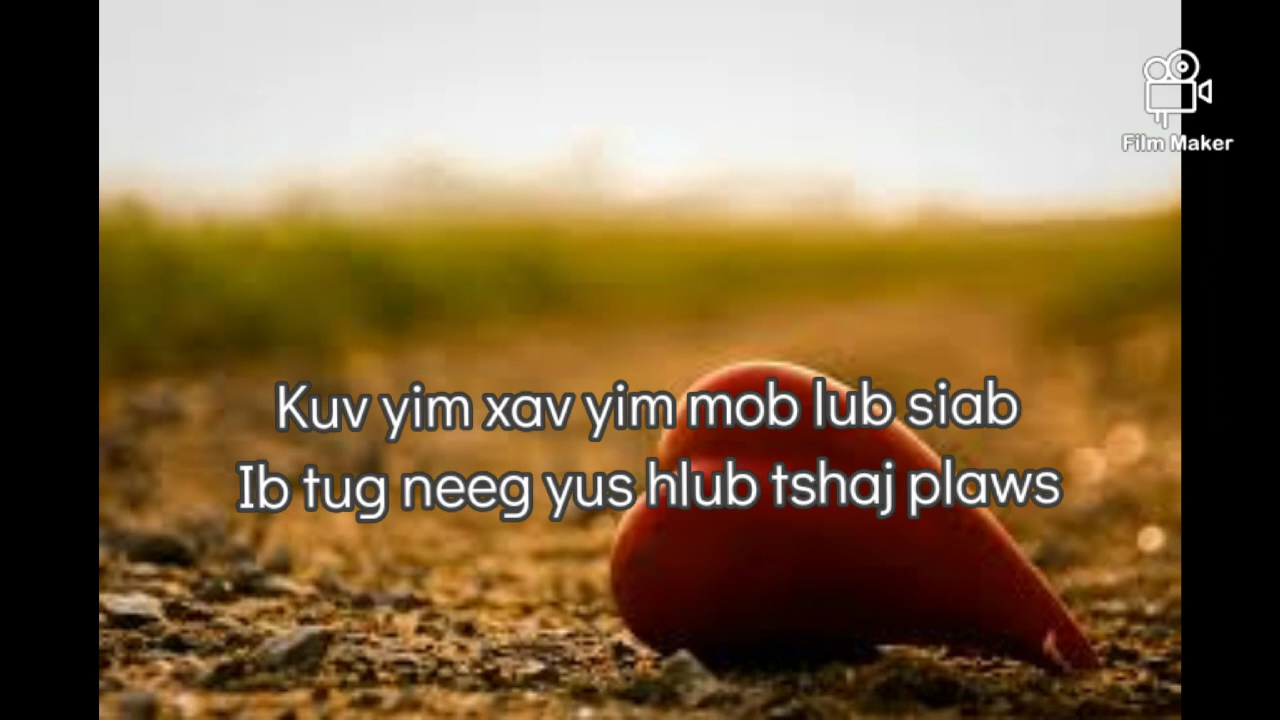 Film Maker
Kuv yim xav yim mob lub siab
Ib tug neeg yus hlub tshaj plaws